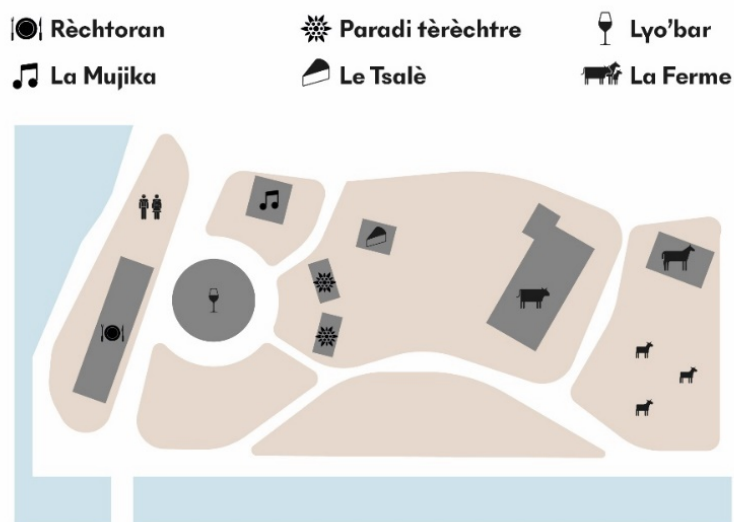 Rèchtoran
Paradi tèrèchtre
Lyo'bar
La Mujika
Le Tsalè
La Ferme